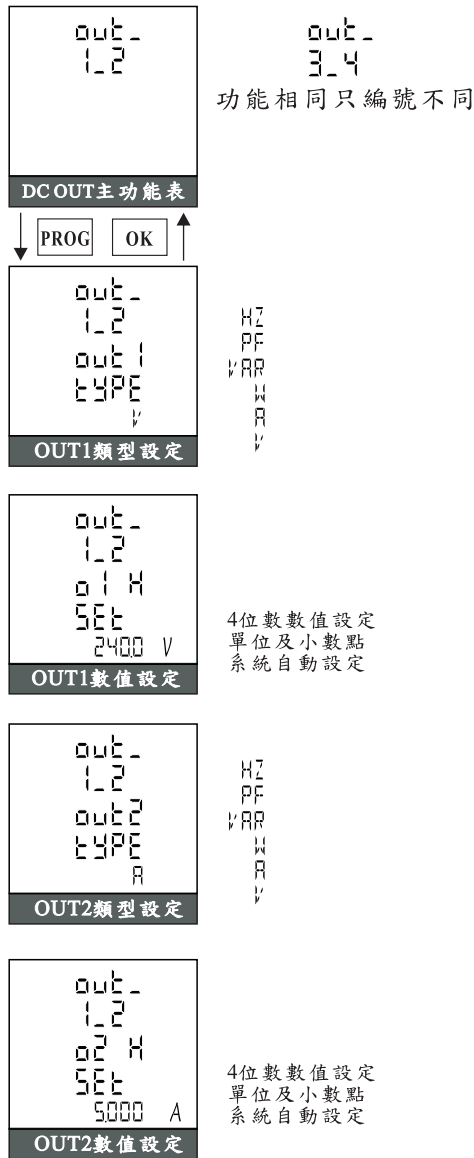 out_
1_2
DC OUT主功能表
out_
3_4
功能相同只編號不同
PROG OK
out_
1_2
out1
tYPE
V
OUT1類型設定
HZ
PF
VAR
W
A
V
out_
1_2
o1 H
SEt
240.0 V
OUT1數值設定
4位數數值設定
單位及小數點
系統自動設定
out_
1_2
out2
tYPE
A
OUT2類型設定
HZ
PF
VAR
W
A
V
out_
1_2
o2 H
SEt
5.000 A
OUT2數值設定
4位數數值設定
單位及小數點
系統自動設定